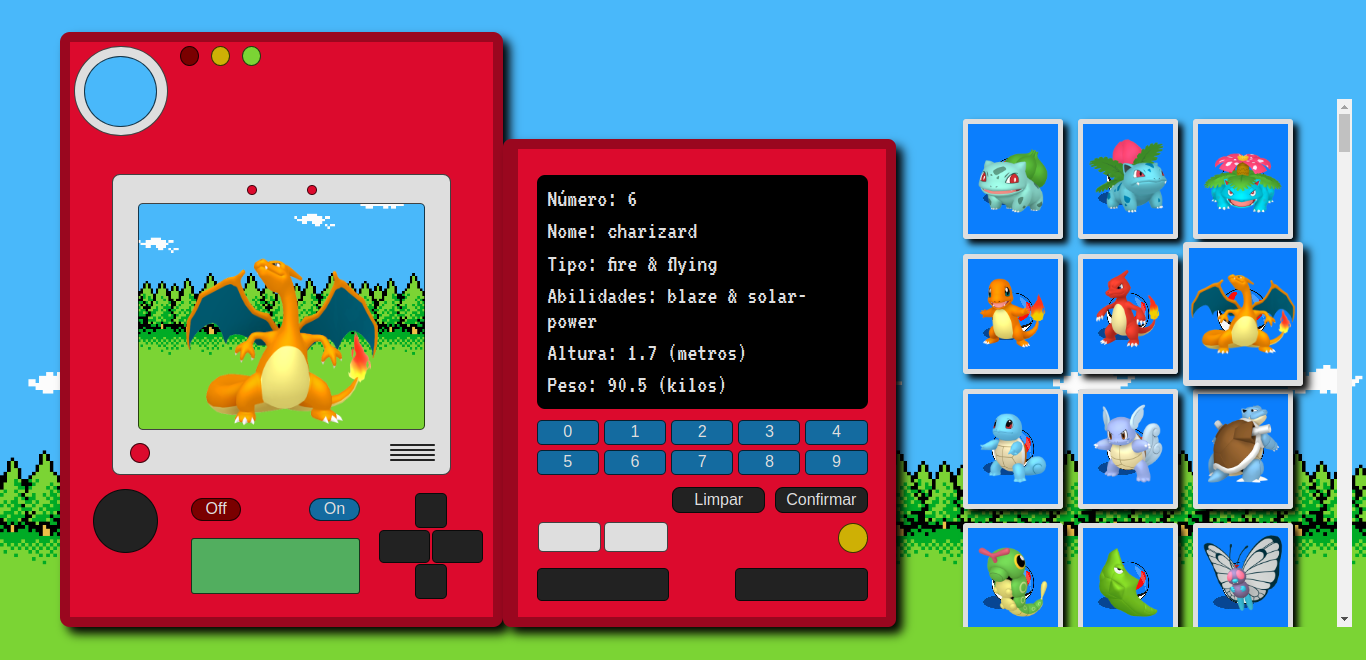 Número: 6
Nome: charizard
Tipo: fire & flying
Abilidades: blaze & solar-
power
Altura: 1.7 (metros)
Peso: 90.5 (kilos)
0 1 2 3 4
5 6 7 8 9
Limpar Confirmar
Off On